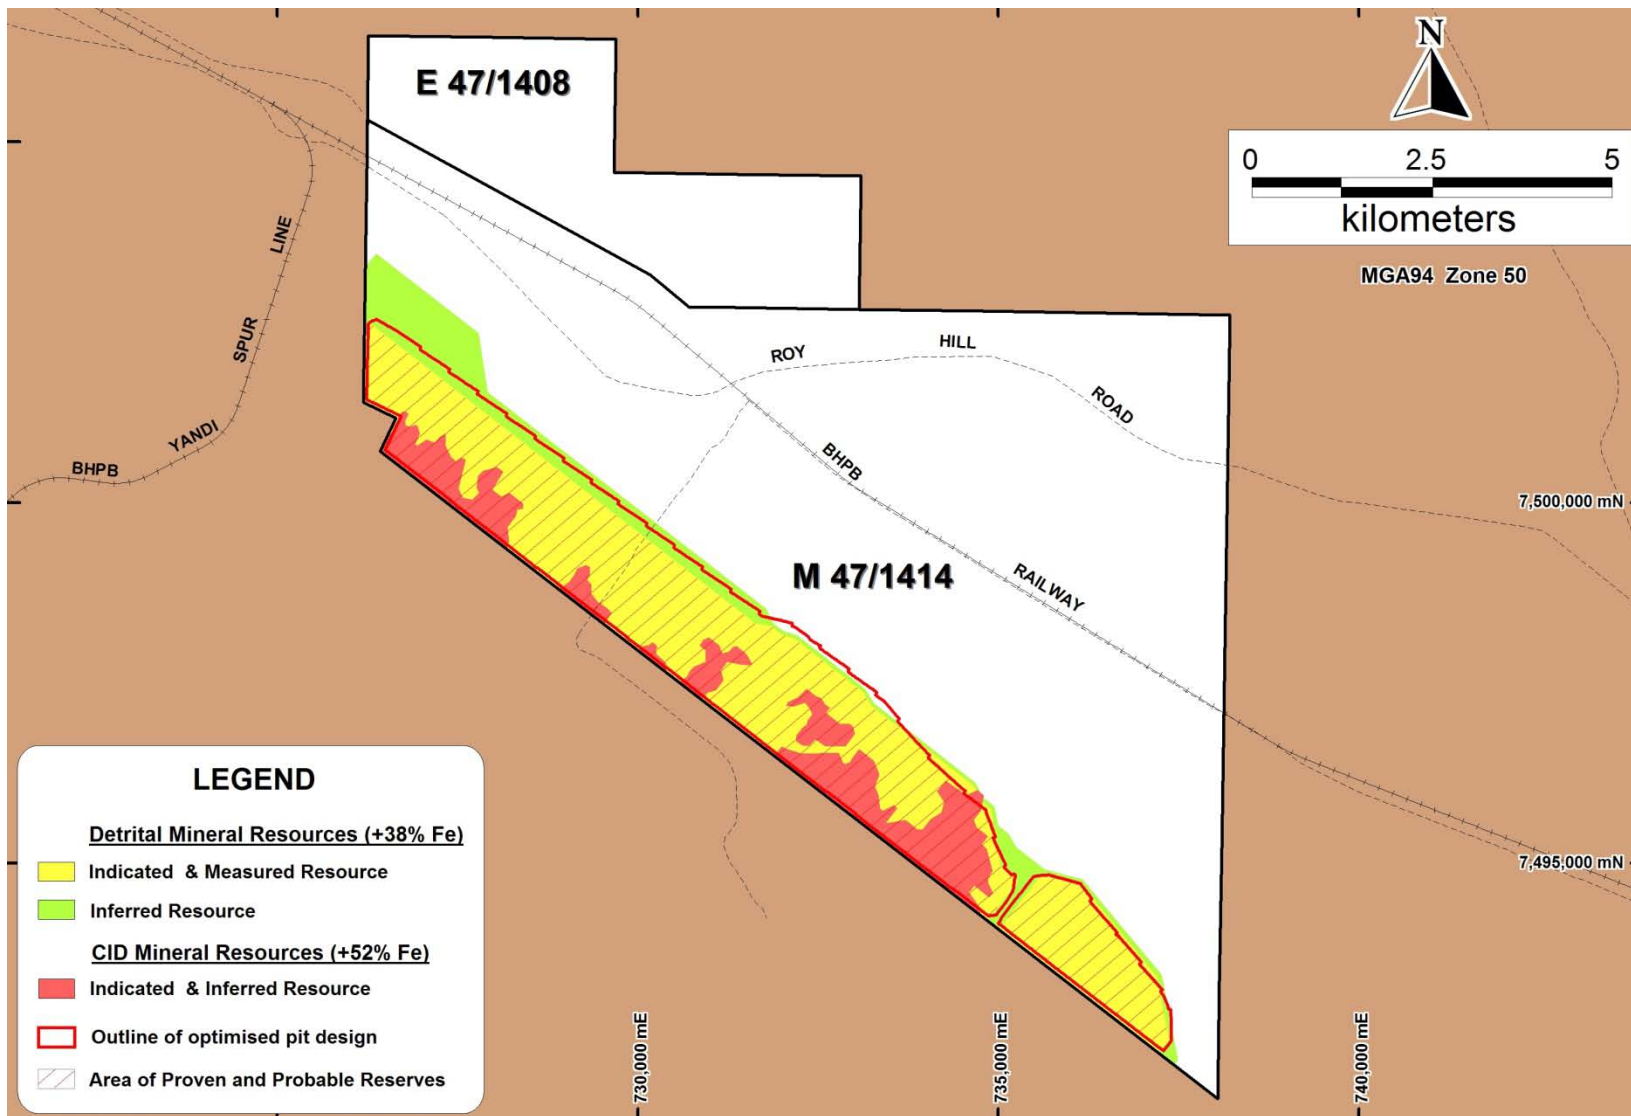 N
E 47/1408
0 2.5 5
kilometers
MGA94 Zone 50
LINE
SPUR
YANDI
BHPB
ROY HILL ROAD
BHPB RAILWAY
M 47/1414
7,500,000 mN
7,495,000 mN
730,000 mE
735,000 mE
740,000 mE
LEGEND
Detrital Mineral Resources (+38% Fe)
Indicated & Measured Resource
Inferred Resource
CID Mineral Resources (+52% Fe)
Indicated & Inferred Resource
Outline of optimised pit design
Area of Proven and Probable Reserves